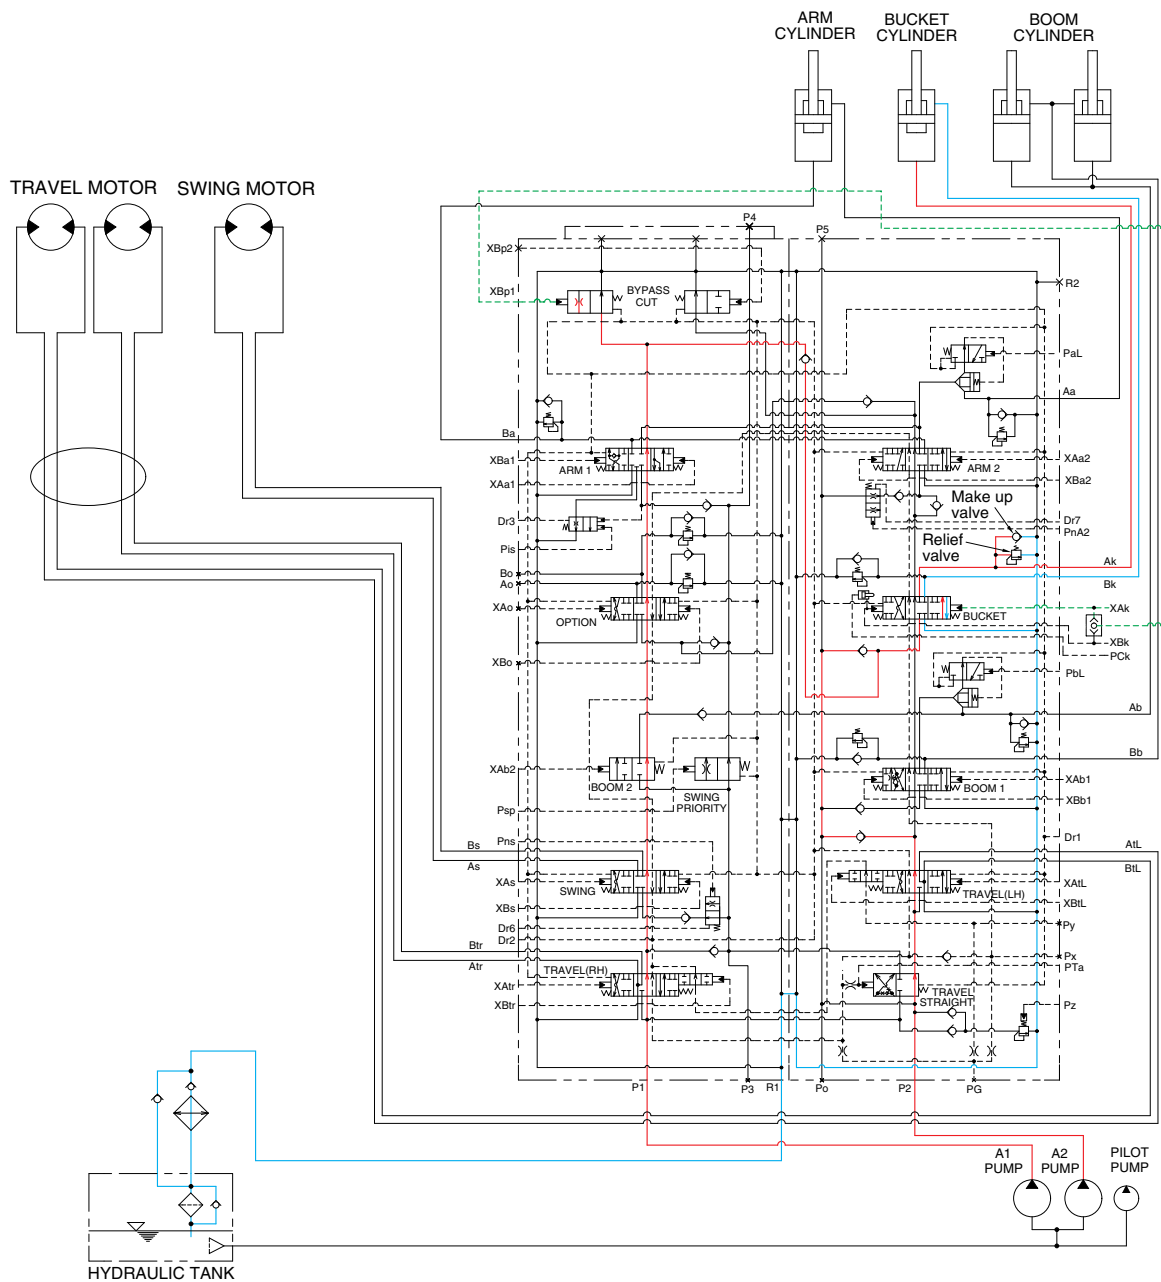 ARM
CYLINDER
BUCKET
CYLINDER
BOOM
CYLINDER
TRAVEL MOTOR
SWING MOTOR
P4
P5
XBp2
XBp1
BYPASS
CUT
R2
PaL
Aa
Ba
XBa1
ARM 1
XAa1
ARM 2
XAa2
XBa2
Make up
valve
Dr3
Dr7
PnA2
Relief
valve
Pis
Ak
Bo
Ao
Bk
XAo
OPTION
BUCKET
XAk
XBk
PCk
XBo
PbL
Ab
Bb
XAb2
BOOM 2
SWING
PRIORITY
BOOM 1
XAb1
XBb1
Psp
Pns
Dr1
Bs
As
AtL
BtL
XAs
SWING
TRAVEL(LH)
XAtL
XBs
XBtL
Dr6
Dr2
Py
Btr
Atr
Px
PTa
TRAVEL(RH)
XAtr
XBtr
TRAVEL
STRAIGHT
Pz
P1
P3
R1
Po
P2
PG
A1
PUMP
A2
PUMP
PILOT
PUMP
HYDRAULIC TANK